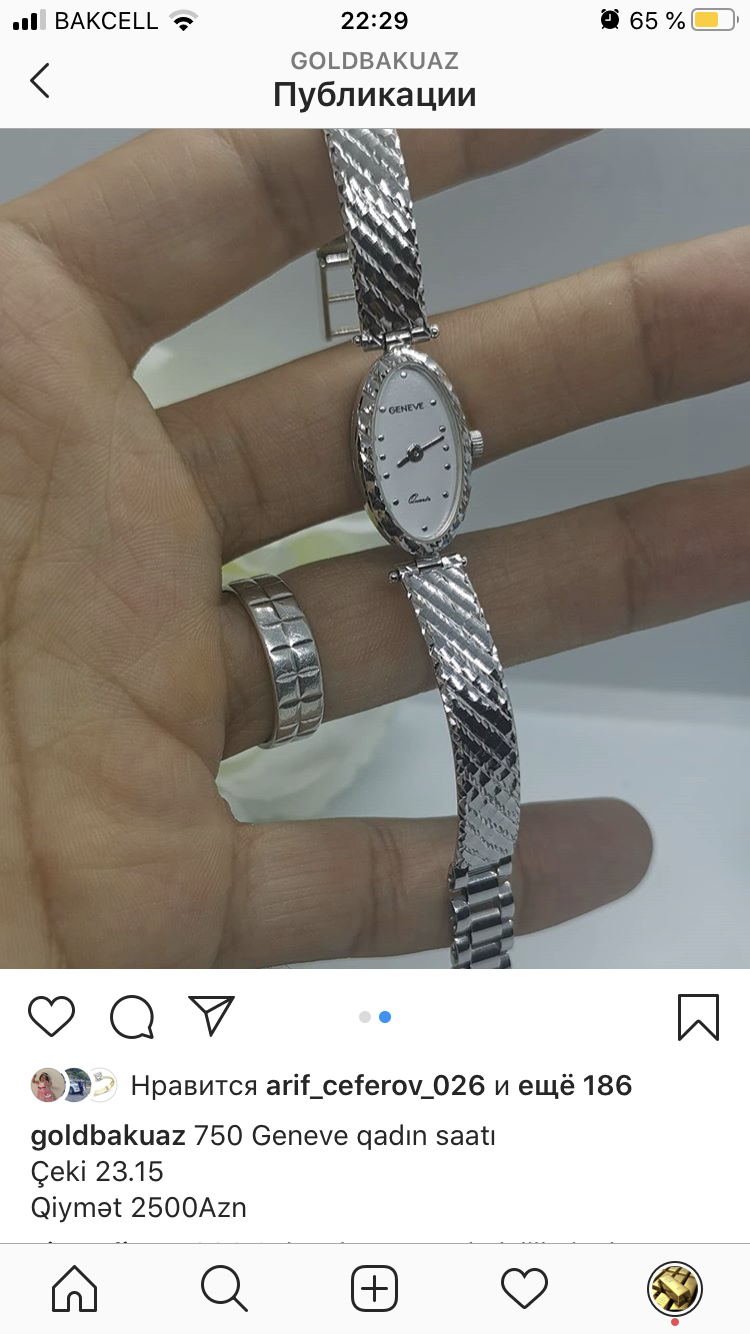 BAKCELL 22:29 65 %
GOLDBAKUAZ
Публикации
GENEVE
Quartz
Нравится arif_ceferov_026 и ещё 186
goldbakuaz 750 Geneve qadın saatı
Çeki 23.15
Qiymət 2500Azn